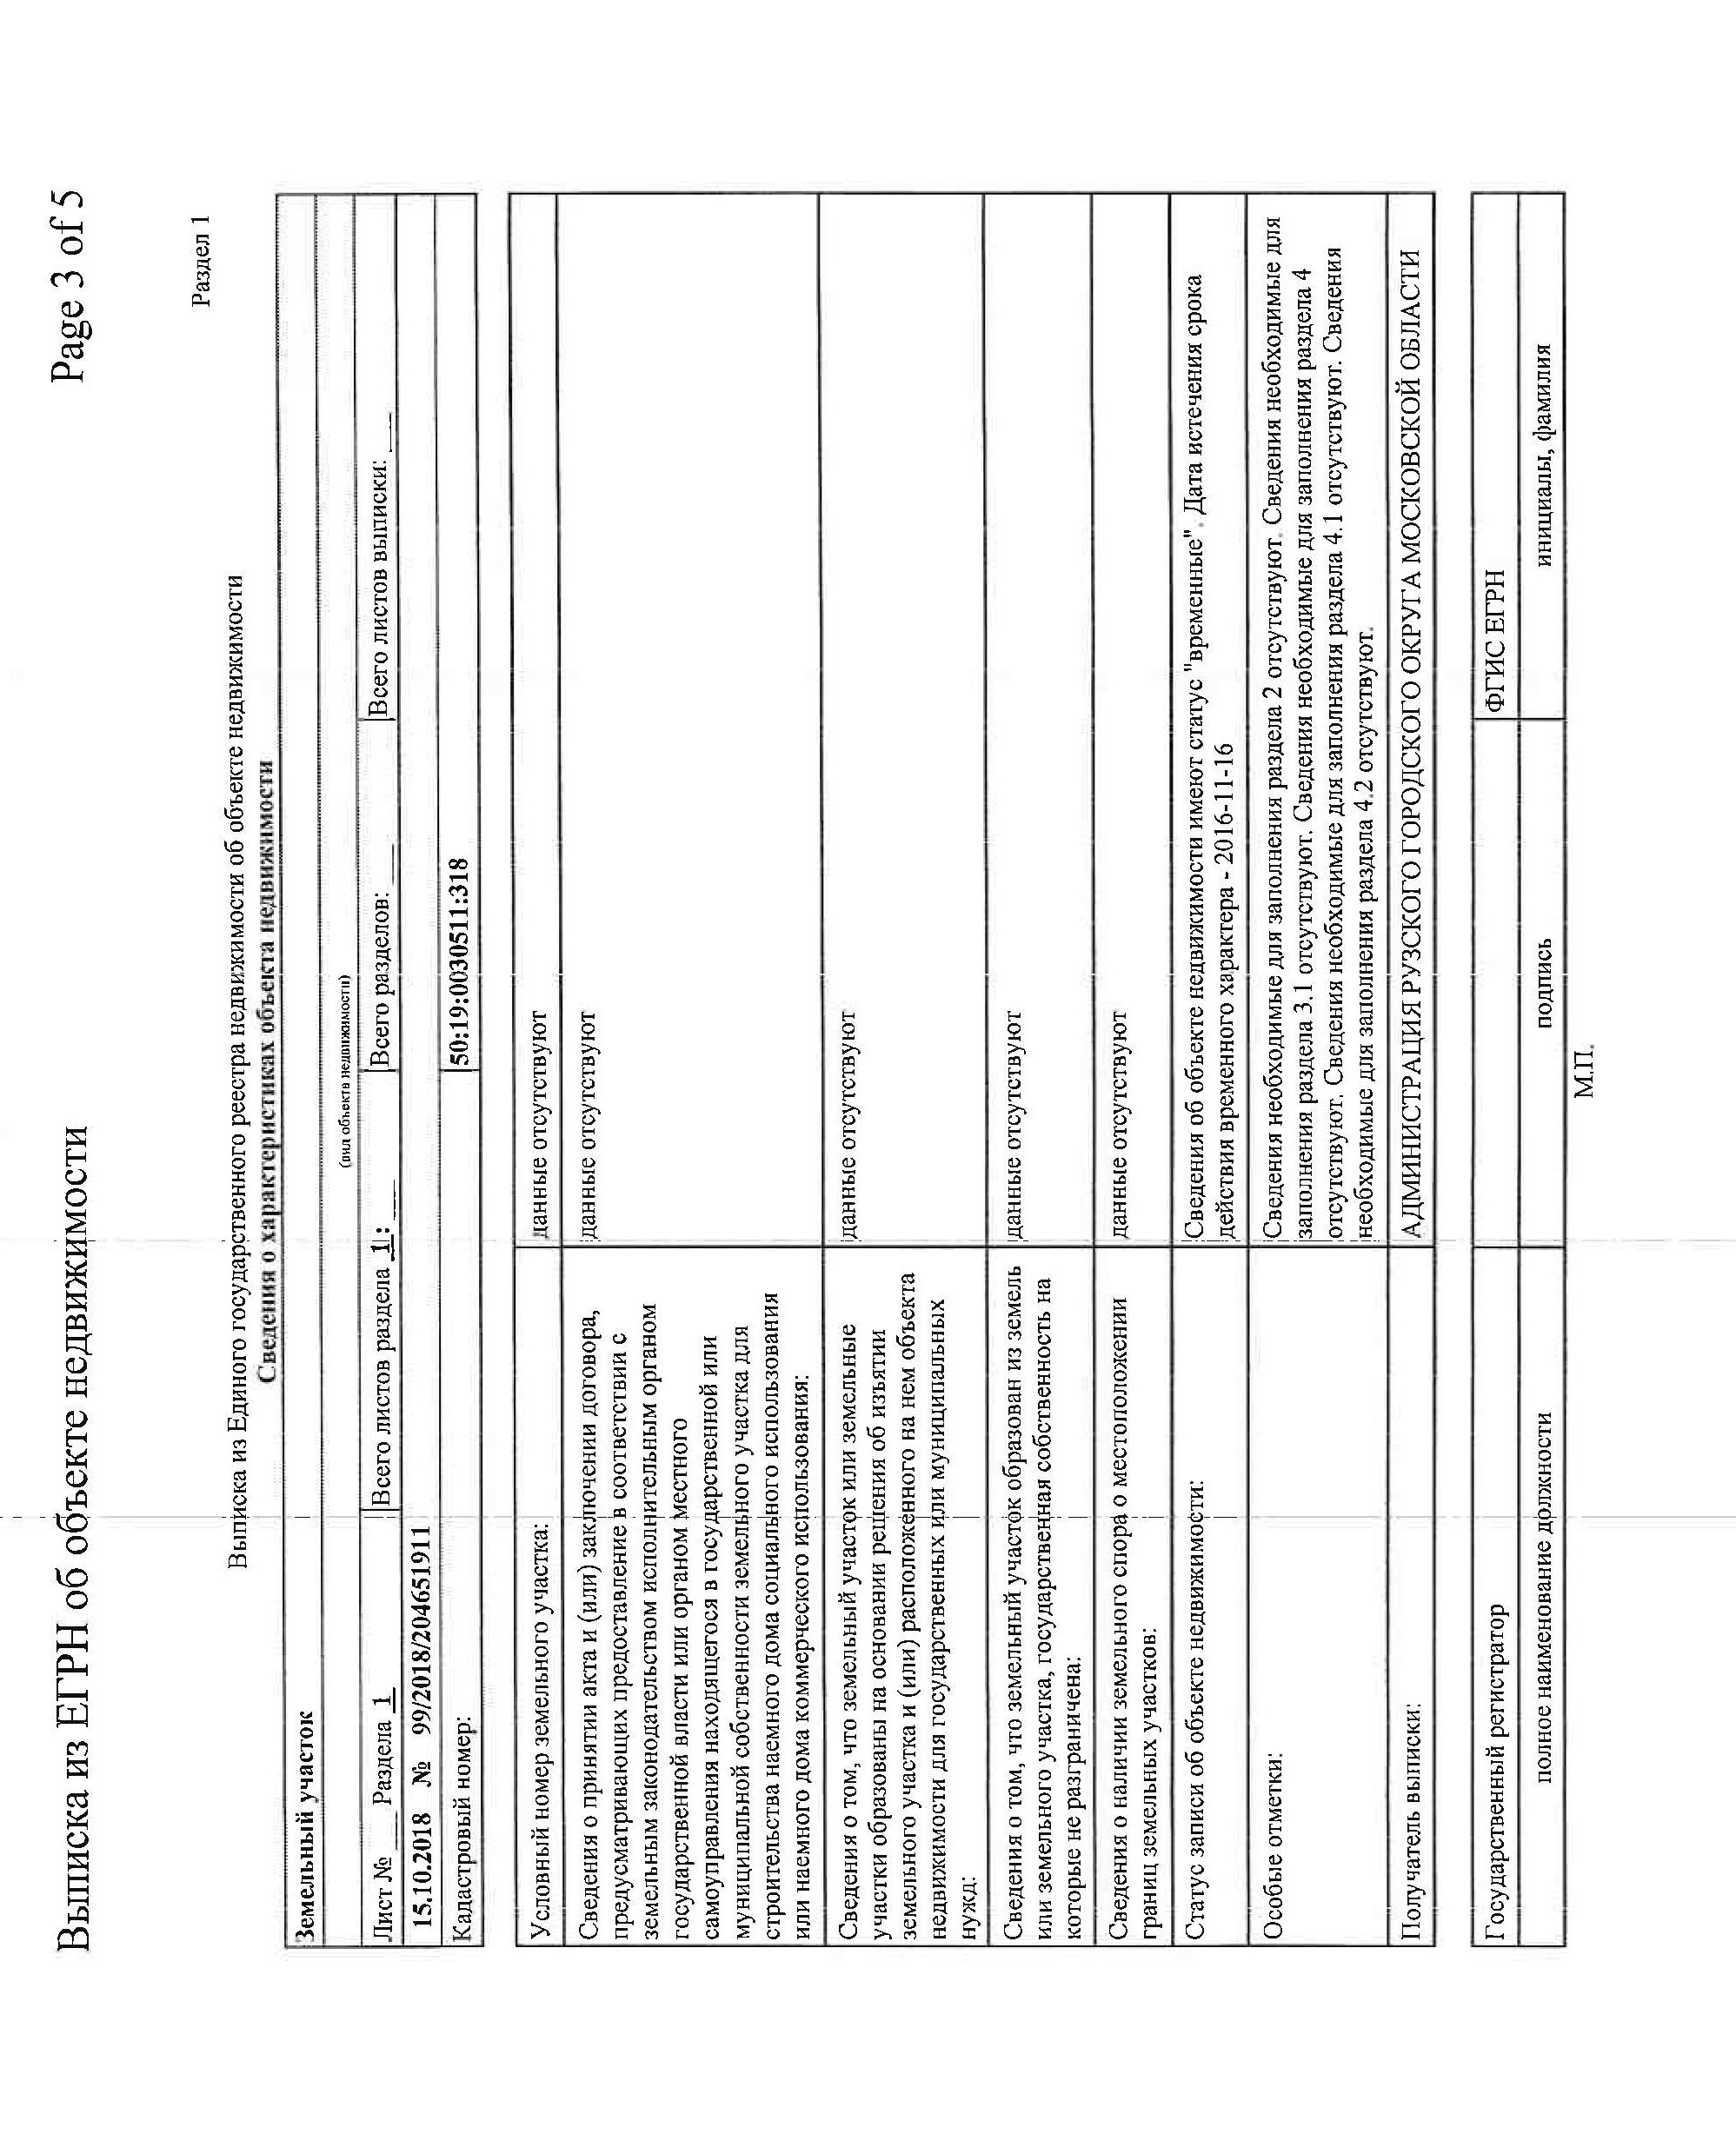 Выписка из ЕГРН об объекте недвижимости Page 3 of 5
Раздел 1
Выписка из Единого государственного реестра недвижимости об объекте недвижимости
Сведения о характеристиках объекта недвижимости
Земельный участок
(вид объекта недвижимости)
Лист № ___ Раздела 1 Всего листов раздела 1 : ___ Всего разделов: ___ Всего листов выписки: ___
15.10.2018 № 99/2018/204651911
Кадастровый номер: 50:19:0030511:318
Условный номер земельного участка: данные отсутствуют
Сведения о принятии акта и (или) заключении договора, данные отсутствуют
предусматривающих предоставление в соответствии с
земельным законодательством исполнительным органом
государственной власти или органом местного
самоуправления находящегося в государственной или
муниципальной собственности земельного участка для
строительства наемного дома социального использования
или наемного дома коммерческого использования:
Сведения о том, что земельный участок или земельные данные отсутствуют
участки образованы на основании решения об изъятии
земельного участка и (или) расположенного на нем объекта
недвижимости для государственных или муниципальных
нужд:
Сведения о том, что земельный участок образован из земель данные отсутствуют
или земельного участка, государственная собственность на
которые не разграничена:
Сведения о наличии земельного спора о местоположении данные отсутствуют
границ земельных участков:
Статус записи об объекте недвижимости: Сведения об объекте недвижимости имеют статус "временные". Дата истечения срока
действия временного характера - 2016-11-16
Особые отметки: Сведения необходимые для заполнения раздела 2 отсутствуют. Сведения необходимые для
заполнения раздела 3.1 отсутствуют. Сведения необходимые для заполнения раздела 4
отсутствуют. Сведения необходимые для заполнения раздела 4.1 отсутствуют. Сведения
необходимые для заполнения раздела 4.2 отсутствуют.
Получатель выписки: АДМИНИСТРАЦИЯ РУЗСКОГО ГОРОДСКОГО ОКРУГА МОСКОВСКОЙ ОБЛАСТИ
Государственный регистратор ФГИС ЕГРН
полное наименование должности подпись инициалы, фамилия
М.П.